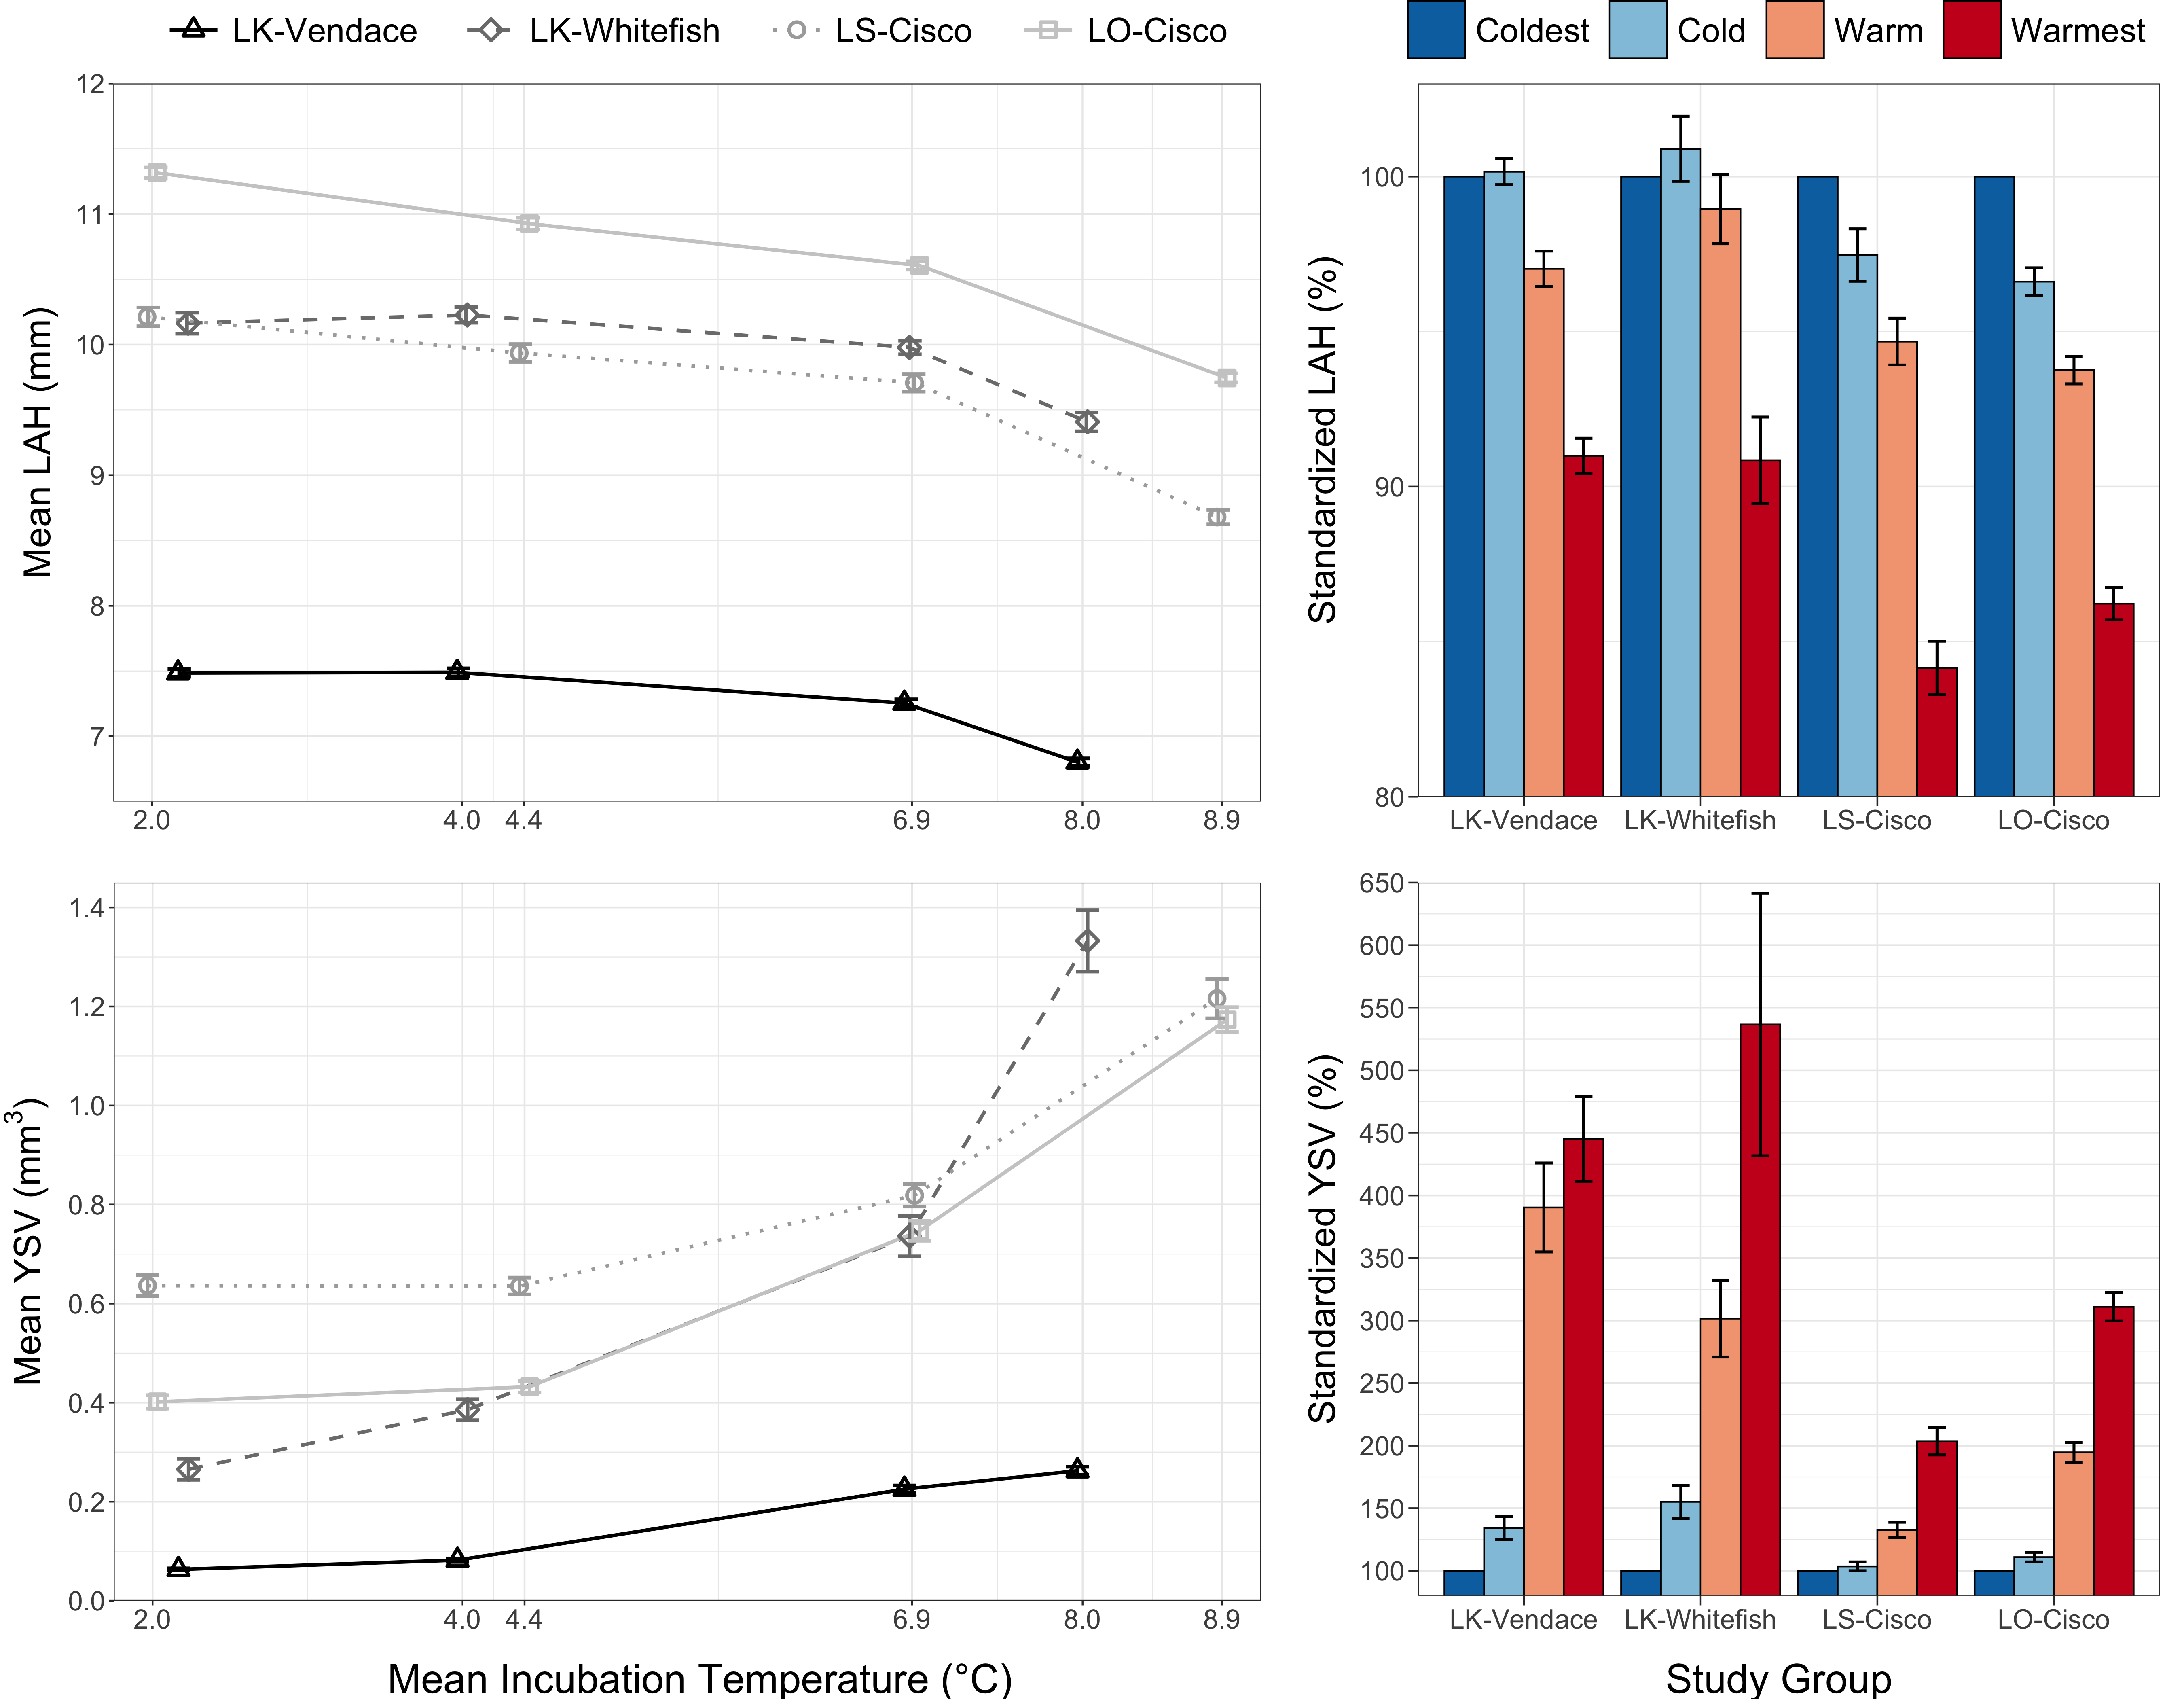 LK-Vendace LK-Whitefish LS-Cisco LO-Cisco
Coldest Cold Warm Warmest
Mean LAH (mm)
12
11
10
9
8
7
2.0 4.0 4.4 6.9 8.0 8.9
Standardized LAH (%)
100
90
80
LK-Vendace LK-Whitefish LS-Cisco LO-Cisco
Mean YSV (mm³)
1.4
1.2
1.0
0.8
0.6
0.4
0.2
0.0
2.0 4.0 4.4 6.9 8.0 8.9
Mean Incubation Temperature (°C)
Standardized YSV (%)
650
600
550
500
450
400
350
300
250
200
150
100
LK-Vendace LK-Whitefish LS-Cisco LO-Cisco
Study Group